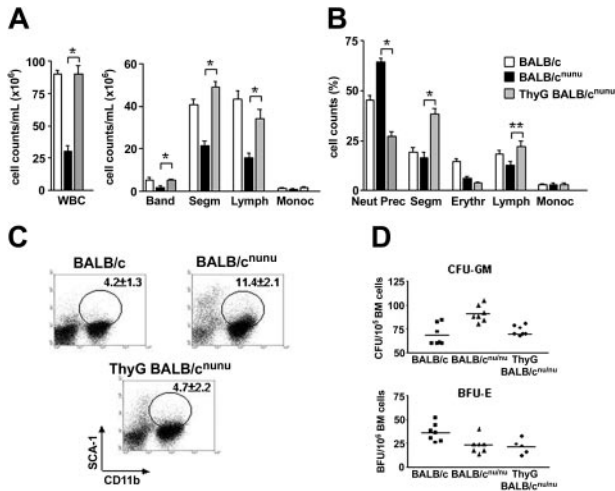 A
cell counts/mL (x10⁶)
90
75
50
25
0
*
WBC
cell counts/mL (x10⁶)
60
40
20
0
*
*
*
Band Segm Lymph Monoc
B
cell counts (%)
75
50
25
0
*
*
**
Neut Prec Segm Erythr Lymph Monoc
BALB/c
BALB/cnunu
ThyG BALB/cnunu
C
BALB/c
4.2±1.3
BALB/cnunu
11.4±2.1
ThyG BALB/cnunu
4.7±2.2
SCA-1
CD11b
D
CFU-GM
CFU/10⁵ BM cells
125
100
75
50
BALB/c BALB/cnu/nu ThyG
BALB/cnu/nu
BFU-E
BFU/10⁶ BM cells
75
50
25
0
BALB/c BALB/cnu/nu ThyG
BALB/cnu/nu